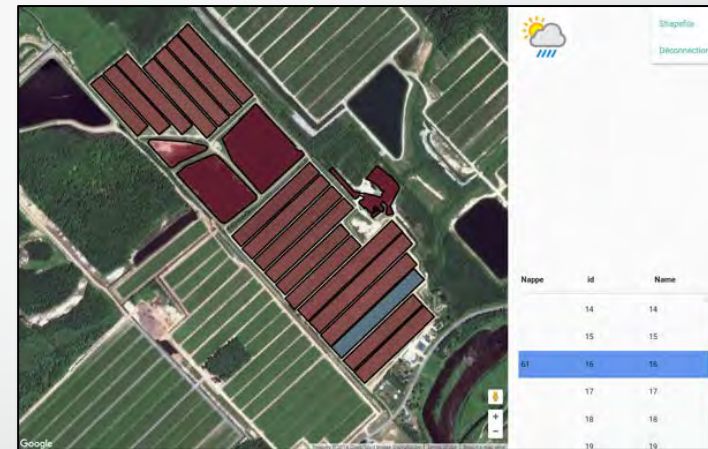 Shapefile
Déconnection
Nappe id Name
14 14
15 15
61 16 16
17 17
18 18
19 19
+
−
Google